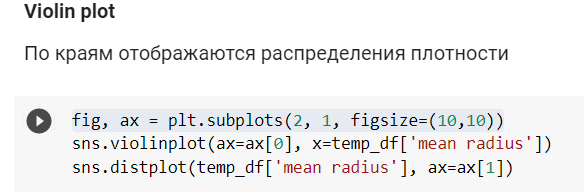 Violin plot
По краям отображаются распределения плотности
fig, ax = plt.subplots(2, 1, figsize=(10,10))
sns.violinplot(ax=ax[0], x=temp_df['mean radius'])
sns.distplot(temp_df['mean radius'], ax=ax[1])